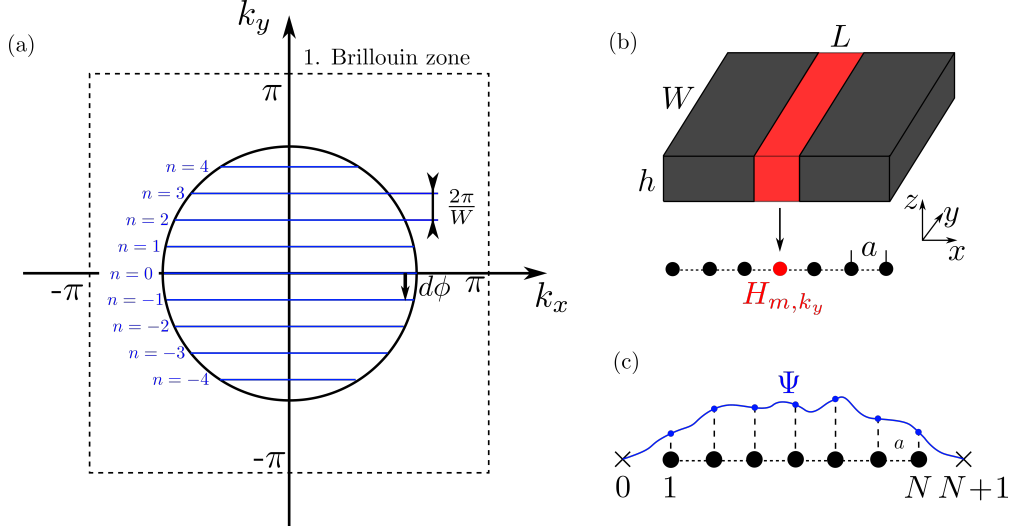 (a)
k_y
1. Brillouin zone
π
n = 4
n = 3
2π/W
n = 2
n = 1
n = 0
-π
π
k_x
dϕ
n = −1
n = −2
n = −3
n = −4
-π
(b)
L
W
h
z
y
x
a
H_{m,k_y}
(c)
Ψ
a
0
1
N
N+1